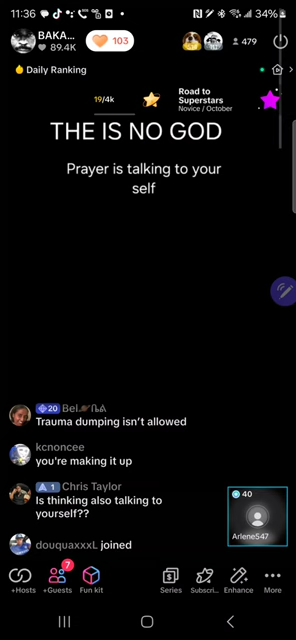 11:36
34%
BAKA...
89.4K
103
479
Daily Ranking
19/4k
Road to
Superstars
Novice / October
THE IS NO GOD
Prayer is talking to your
self
20 Bel
Trauma dumping isn't allowed
kcnoncee
you're making it up
1 Chris Taylor
Is thinking also talking to
yourself??
40
Arlene547
douquaxxxL joined
7
+Hosts
+Guests
Fun kit
Series
Subscri...
Enhance
More